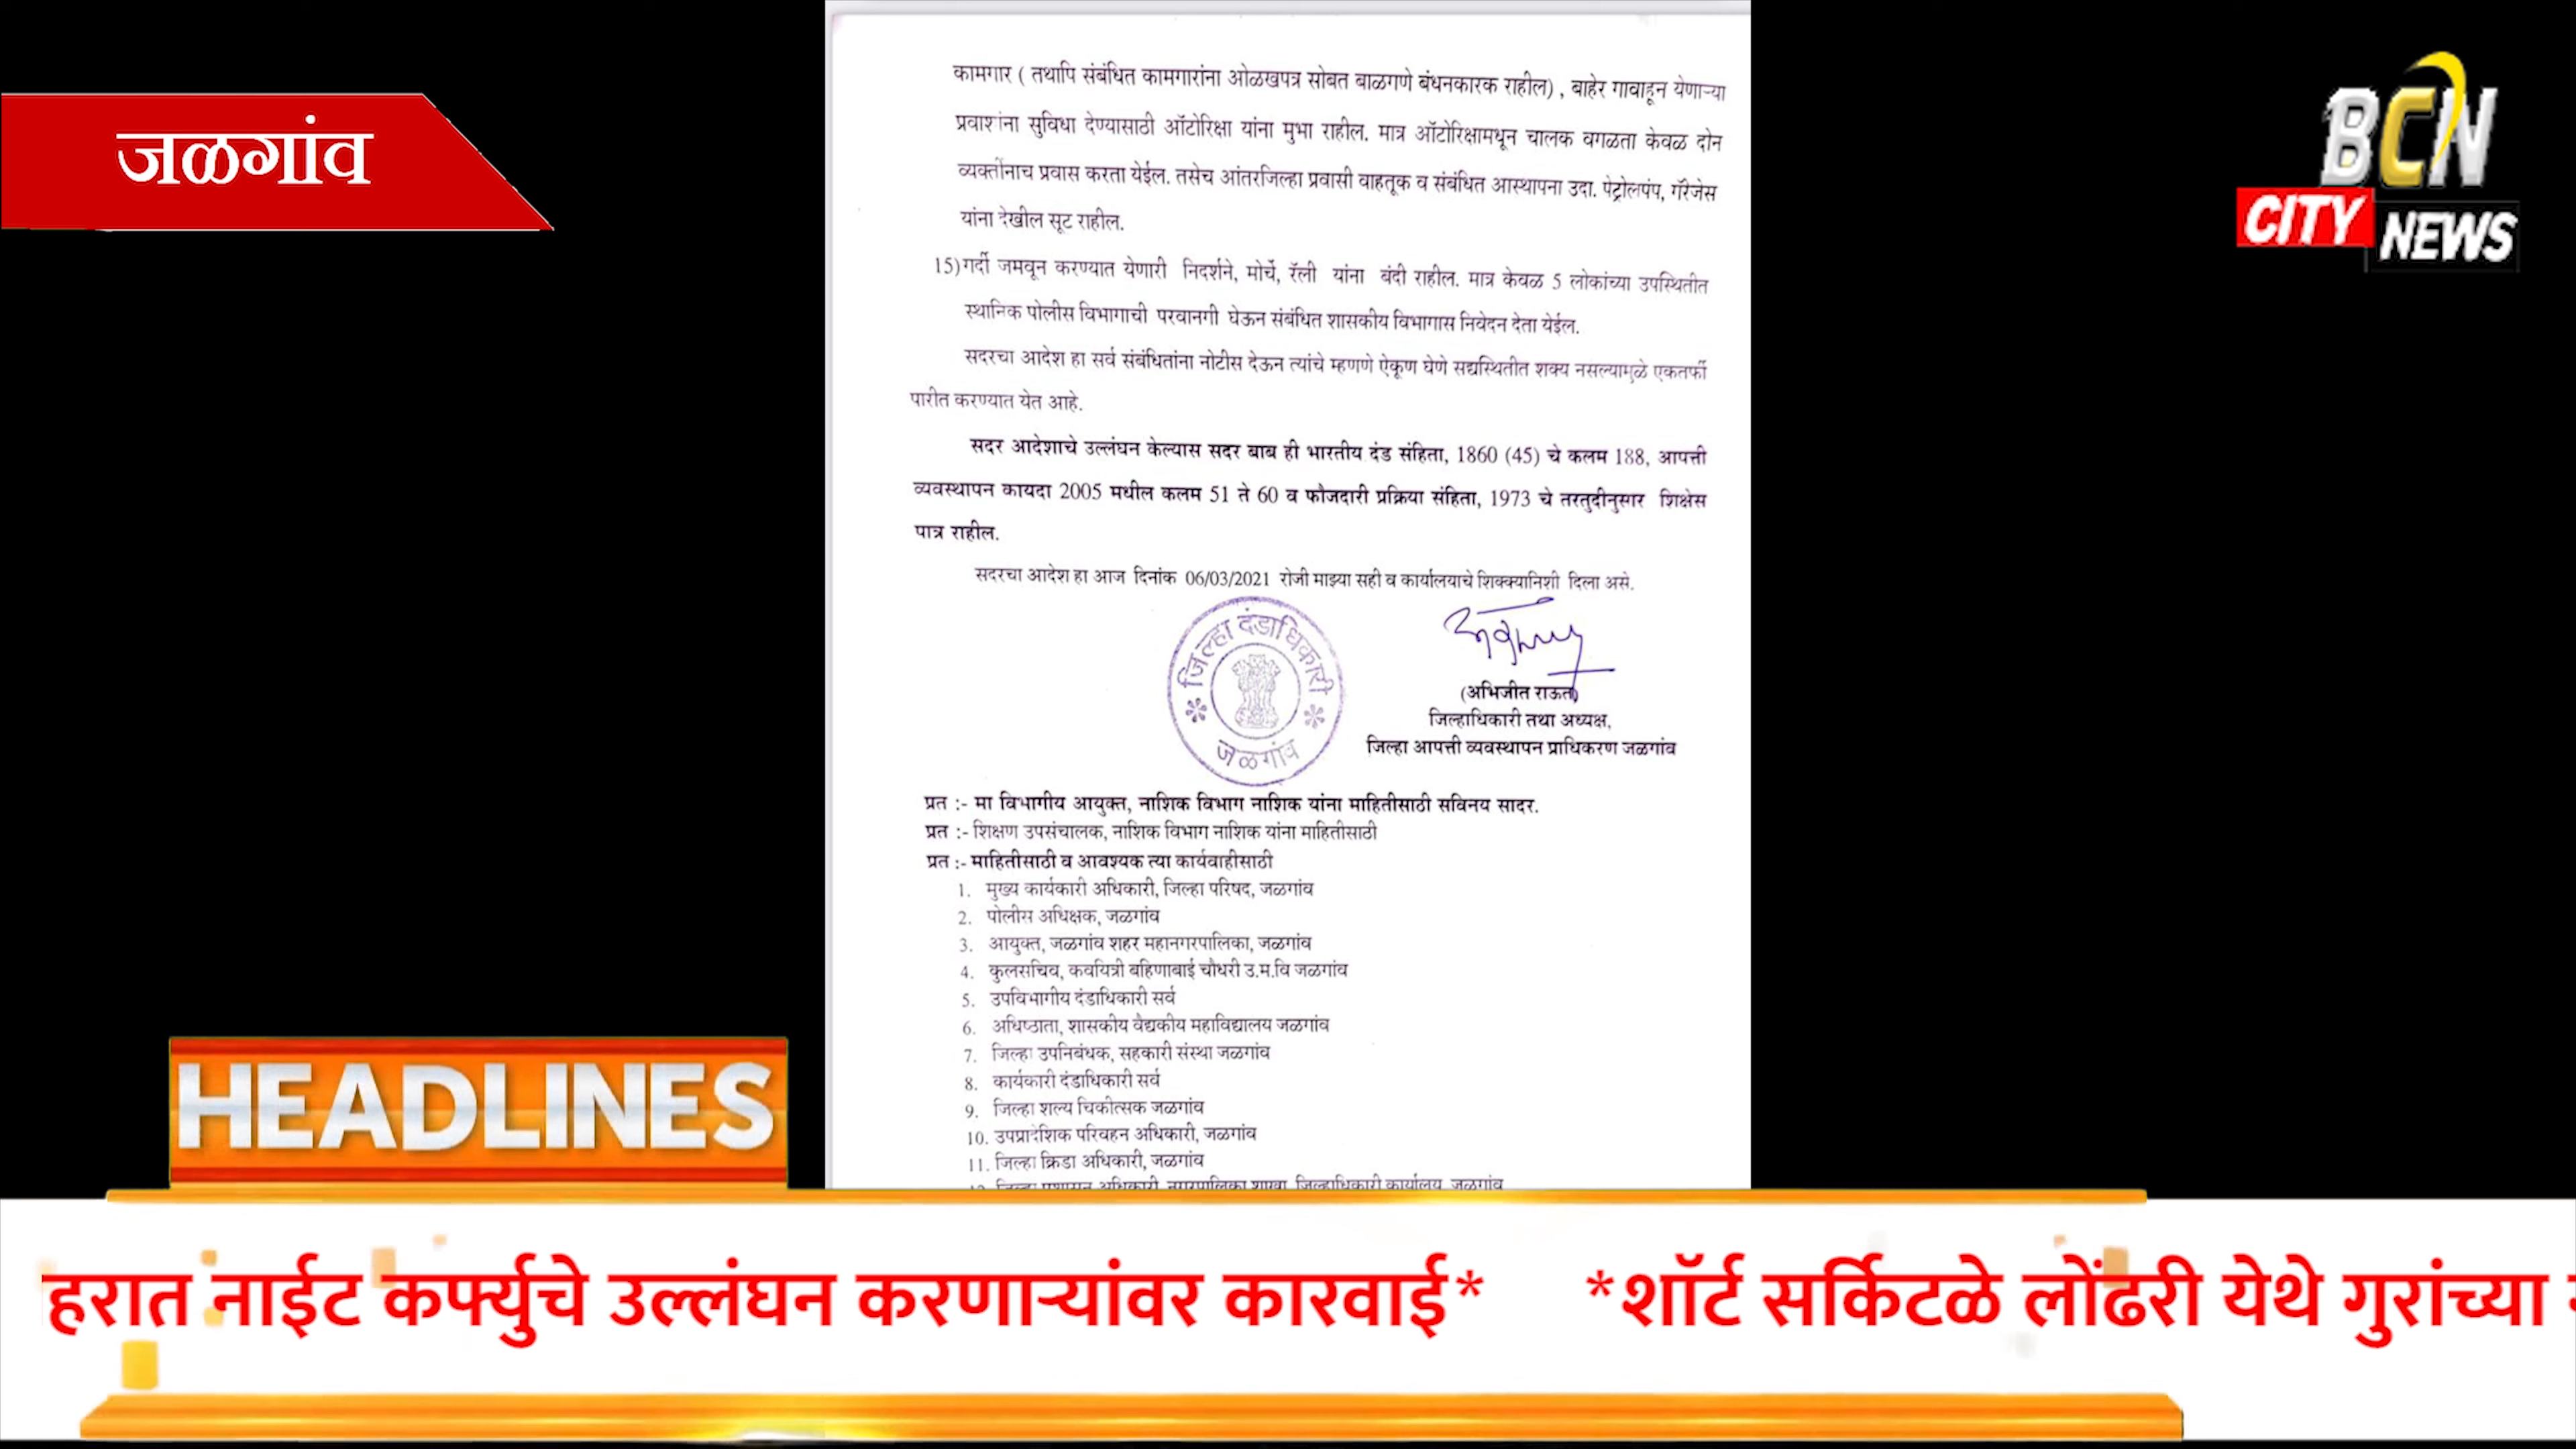 जळगांव
BCN
CITY NEWS
कामगार ( तथापि संबंधित कामगारांना ओळखपत्र सोबत बाळगणे बंधनकारक राहील) , बाहेर गावाहून येणाऱ्या
प्रवाशांना सुविधा देण्यासाठी ऑटोरिक्षा यांना मुभा राहील. मात्र ऑटोरिक्षामधून चालक वगळता केवळ दोन
व्यक्तींनाच प्रवास करता येईल. तसेच आंतरजिल्हा प्रवासी वाहतूक व संबंधित आस्थापना उदा. पेट्रोलपंप, गॅरेजेस
यांना देखील सूट राहील.
15)गर्दी जमवून करण्यात येणारी निदर्शने, मोर्चे, रॅली यांना बंदी राहील. मात्र केवळ 5 लोकांच्या उपस्थितीत
स्थानिक पोलीस विभागाची परवानगी घेऊन संबंधित शासकीय विभागास निवेदन देता येईल.
सदरचा आदेश हा सर्व संबंधितांना नोटीस देऊन त्यांचे म्हणणे ऐकूण घेणे सद्यस्थितीत शक्य नसल्यामुळे एकतर्फी
पारीत करण्यात येत आहे.
सदर आदेशाचे उल्लंघन केल्यास सदर बाब ही भारतीय दंड संहिता, 1860 (45) चे कलम 188, आपत्ती
व्यवस्थापन कायदा 2005 मधील कलम 51 ते 60 व फौजदारी प्रक्रिया संहिता, 1973 चे तरतुदीनुसार शिक्षेस
पात्र राहील.
सदरचा आदेश हा आज दिनांक 06/03/2021 रोजी माझ्या सही व कार्यालयाचे शिक्क्यानिशी दिला असे.
जिल्हा दंडाधिकारी
जळगांव
(अभिजीत राऊत)
जिल्हाधिकारी तथा अध्यक्ष,
जिल्हा आपत्ती व्यवस्थापन प्राधिकरण जळगांव
प्रत :- मा विभागीय आयुक्त, नाशिक विभाग नाशिक यांना माहितीसाठी सविनय सादर.
प्रत :- शिक्षण उपसंचालक, नाशिक विभाग नाशिक यांना माहितीसाठी
प्रत :- माहितीसाठी व आवश्यक त्या कार्यवाहीसाठी
1. मुख्य कार्यकारी अधिकारी, जिल्हा परिषद, जळगांव
2. पोलीस अधिक्षक, जळगांव
3. आयुक्त, जळगांव शहर महानगरपालिका, जळगांव
4. कुलसचिव, कवयित्री बहिणाबाई चौधरी उ.म.वि जळगांव
5. उपविभागीय दंडाधिकारी सर्व
6. अधिष्ठाता, शासकीय वैद्यकीय महाविद्यालय जळगांव
7. जिल्हा उपनिबंधक, सहकारी संस्था जळगांव
8. कार्यकारी दंडाधिकारी सर्व
9. जिल्हा शल्य चिकीत्सक जळगांव
10. उपप्रादेशिक परिवहन अधिकारी, जळगांव
11. जिल्हा क्रिडा अधिकारी, जळगांव
12. जिल्हा प्रशासन अधिकारी, नगरपालिका शाखा, जिल्हाधिकारी कार्यालय, जळगांव
HEADLINES
हरात नाईट कर्फ्युचे उल्लंघन करणाऱ्यांवर कारवाई* *शॉर्ट सर्किटळे लोंढरी येथे गुरांच्या